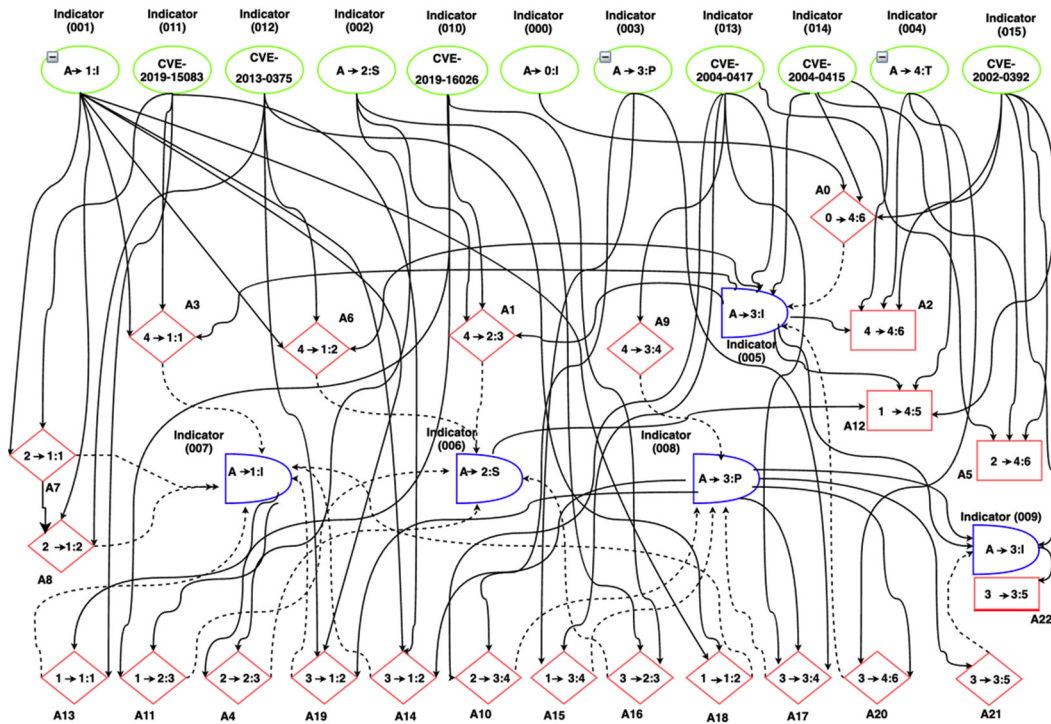 Indicator (001)
Indicator (011)
Indicator (012)
Indicator (002)
Indicator (010)
Indicator (000)
Indicator (003)
Indicator (013)
Indicator (014)
Indicator (004)
Indicator (015)
A → 1:I
CVE-2019-15083
CVE-2013-0375
A → 2:S
CVE-2019-16026
A → 0:I
A → 3:P
CVE-2004-0417
CVE-2004-0415
A → 4:T
CVE-2002-0392
A0
0 → 4:6
A3
4 → 1:1
A6
4 → 1:2
A1
4 → 2:3
A9
4 → 3:4
A → 3:I
Indicator (005)
A2
4 → 4:6
1 → 4:5
A12
2 → 1:1
A7
Indicator (007)
A → 1:I
Indicator (006)
A → 2:S
Indicator (008)
A → 3:P
2 → 4:6
A5
2 → 1:2
A8
Indicator (009)
A → 3:I
3 → 3:5
A22
1 → 1:1
1 → 2:3
2 → 2:3
3 → 1:2
3 → 1:2
2 → 3:4
1 → 3:4
3 → 2:3
1 → 1:2
3 → 3:4
3 → 4:6
3 → 3:5
A13
A11
A4
A19
A14
A10
A15
A16
A18
A17
A20
A21